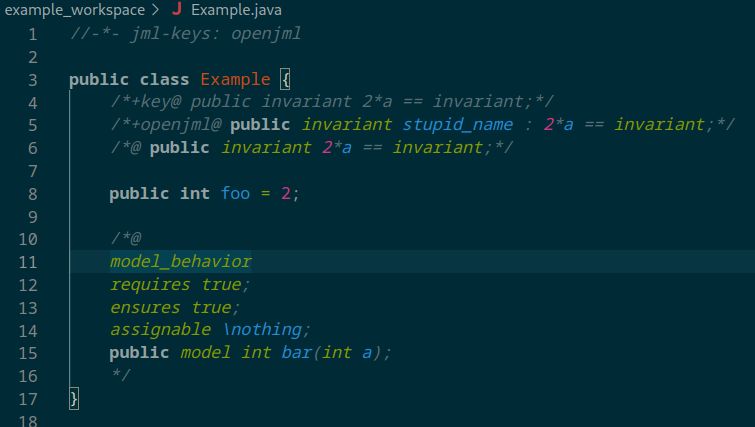 example_workspace > J Example.java
1 //-*- jml-keys: openjml
2
3 public class Example {
4 /*+key@ public invariant 2*a == invariant;*/
5 /*+openjml@ public invariant stupid_name : 2*a == invariant;*/
6 /*@ public invariant 2*a == invariant;*/
7
8 public int foo = 2;
9
10 /*@
11 model_behavior
12 requires true;
13 ensures true;
14 assignable \nothing;
15 public model int bar(int a);
16 */
17 }
18